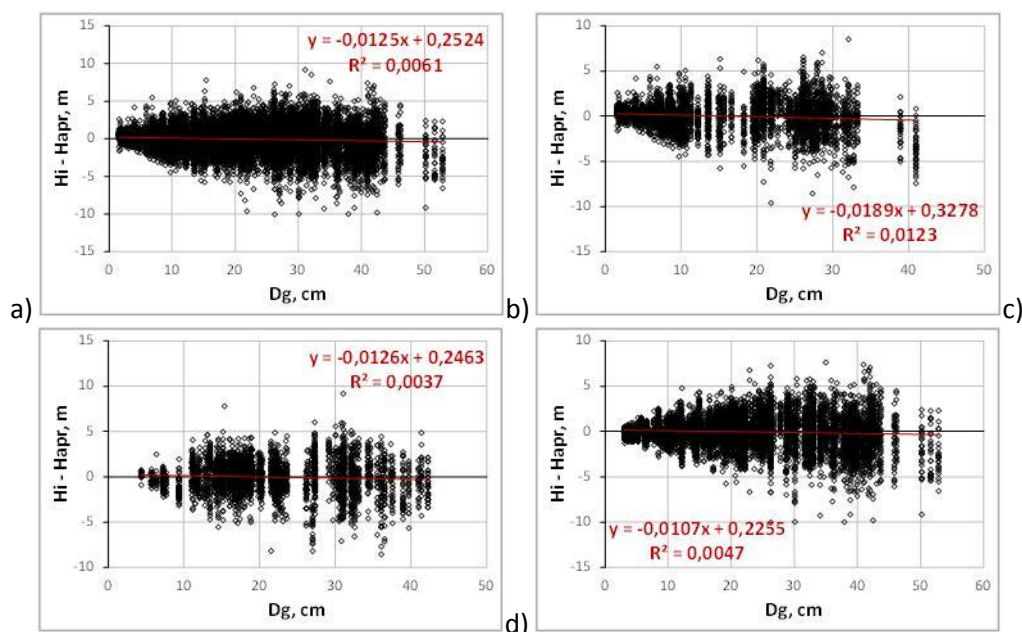 15
10
5
0
-5
-10
-15
Hi - Hapr, m
y = -0,0125x + 0,2524
R² = 0,0061
0 10 20 30 40 50 60
Dg, cm
a)
10
5
0
-5
-10
-15
Hi - Hapr, m
y = -0,0189x + 0,3278
R² = 0,0123
0 10 20 30 40 50
Dg, cm
b)
c)
15
10
5
0
-5
-10
Hi - Hapr, m
y = -0,0126x + 0,2463
R² = 0,0037
0 10 20 30 40 50
Dg, cm
15
10
5
0
-5
-10
-15
Hi - Hapr, m
y = -0,0107x + 0,2255
R² = 0,0047
0 10 20 30 40 50 60
Dg, cm
d)